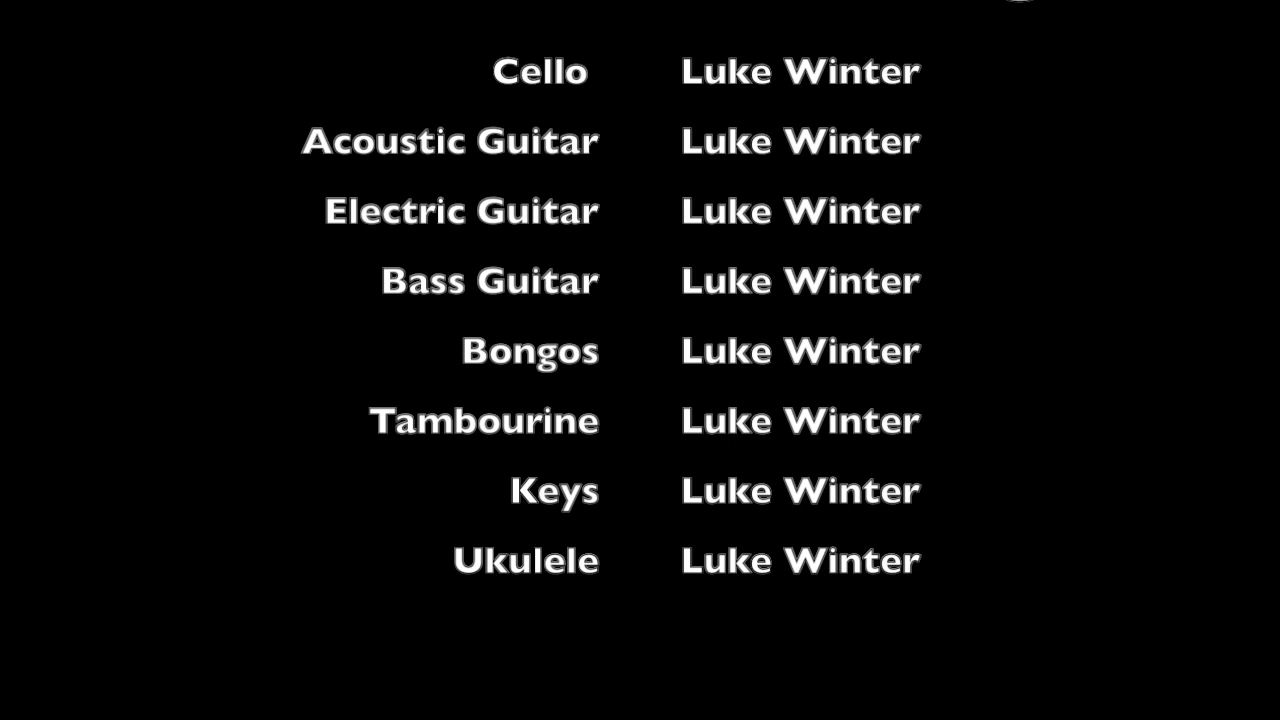 Cello Luke Winter
Acoustic Guitar Luke Winter
Electric Guitar Luke Winter
Bass Guitar Luke Winter
Bongos Luke Winter
Tambourine Luke Winter
Keys Luke Winter
Ukulele Luke Winter